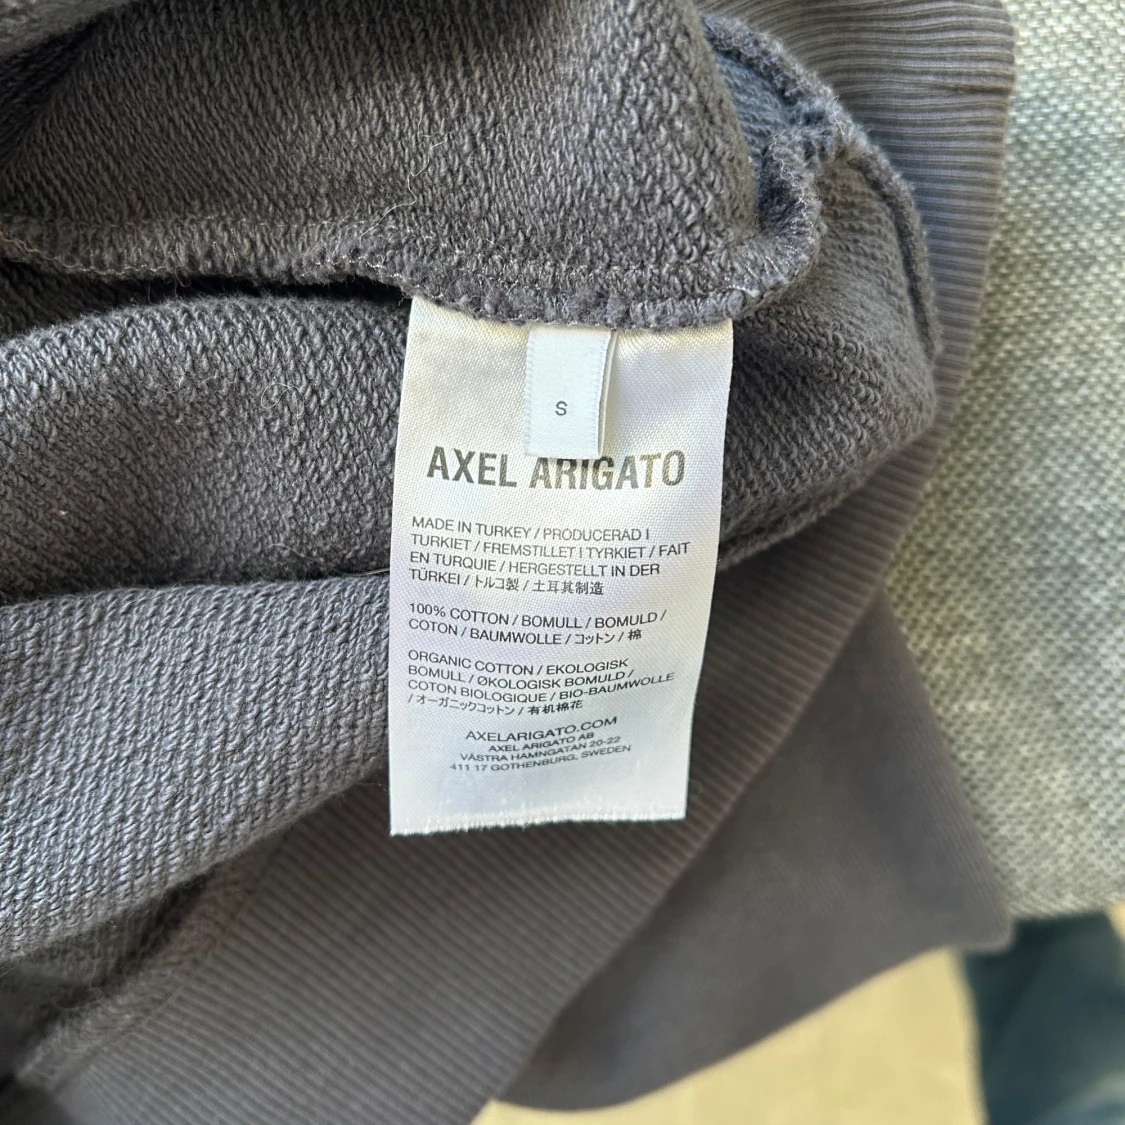 S
AXEL ARIGATO
MADE IN TURKEY / PRODUCERAD I
TURKIET / FREMSTILLET I TYRKIET / FAIT
EN TURQUIE / HERGESTELLT IN DER
TÜRKEI / トルコ製 / 土耳其制造
100% COTTON / BOMULL / BOMULD /
COTON / BAUMWOLLE / コットン / 棉
ORGANIC COTTON / EKOLOGISK
BOMULL / ØKOLOGISK BOMULD /
COTON BIOLOGIQUE / BIO-BAUMWOLLE
/ オーガニックコットン / 有机棉花
AXELARIGATO.COM
AXEL ARIGATO AB
VÄSTRA HAMNGATAN 20-22
411 17 GOTHENBURG, SWEDEN